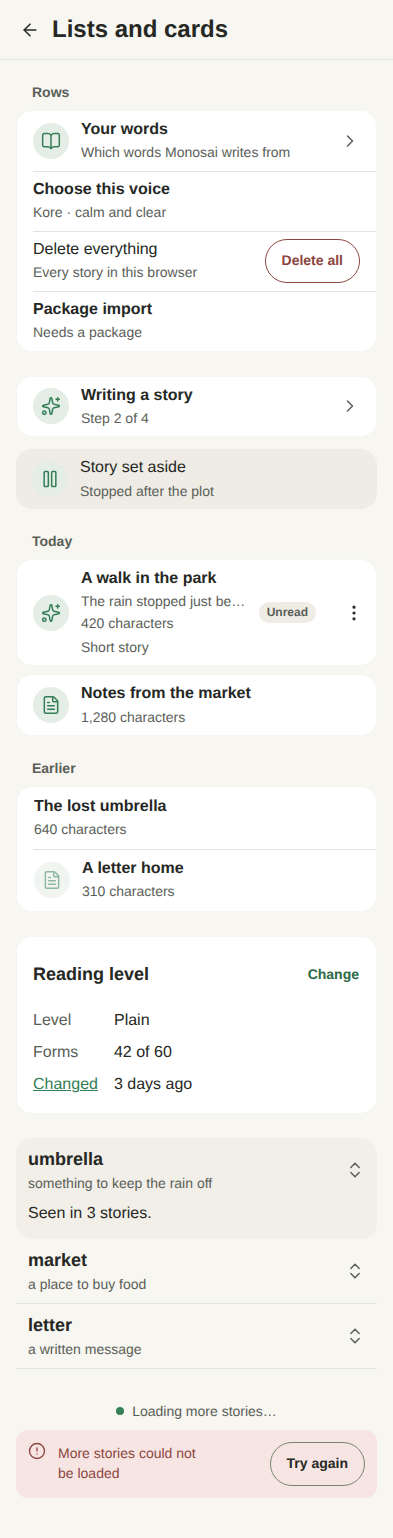 Lists and cards
Rows
Your words
Which words Monosai writes from
Choose this voice
Kore · calm and clear
Delete everything
Every story in this browser
Delete all
Package import
Needs a package
Writing a story
Step 2 of 4
Story set aside
Stopped after the plot
Today
A walk in the park
The rain stopped just be…
420 characters
Short story
Unread
Notes from the market
1,280 characters
Earlier
The lost umbrella
640 characters
A letter home
310 characters
Reading level
Change
Level Plain
Forms 42 of 60
Changed 3 days ago
umbrella
something to keep the rain off
Seen in 3 stories.
market
a place to buy food
letter
a written message
Loading more stories…
More stories could not
be loaded
Try again